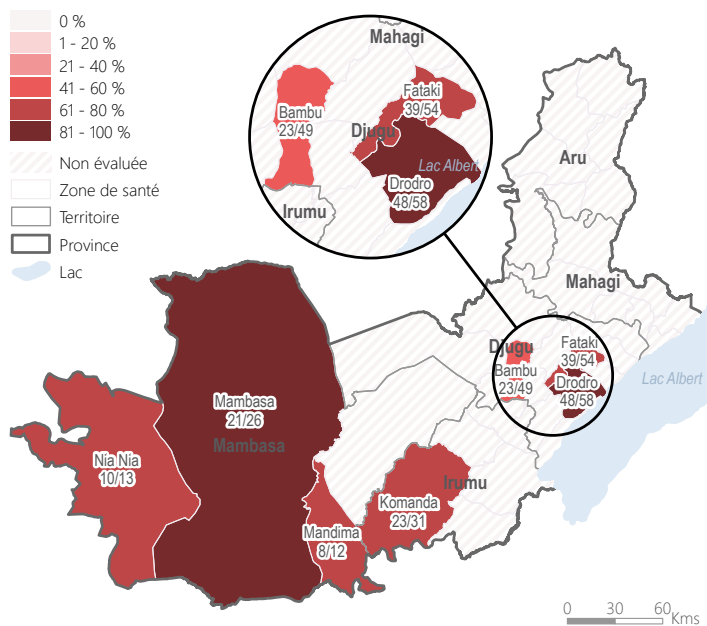 0 %
1 - 20 %
21 - 40 %
41 - 60 %
61 - 80 %
81 - 100 %
Non évaluée
Zone de santé
Territoire
Province
Lac
Mahagi
Bambu
23/49
Fataki
39/54
Djugu
Lac Albert
Drodro
48/58
Irumu
Aru
Mahagi
Djugu
Fataki
39/54
Bambu
23/49
Drodro
48/58
Lac Albert
Mambasa
21/26
Mambasa
Nia Nia
10/13
Irumu
Komanda
23/31
Mandima
8/12
0 30 60
Kms